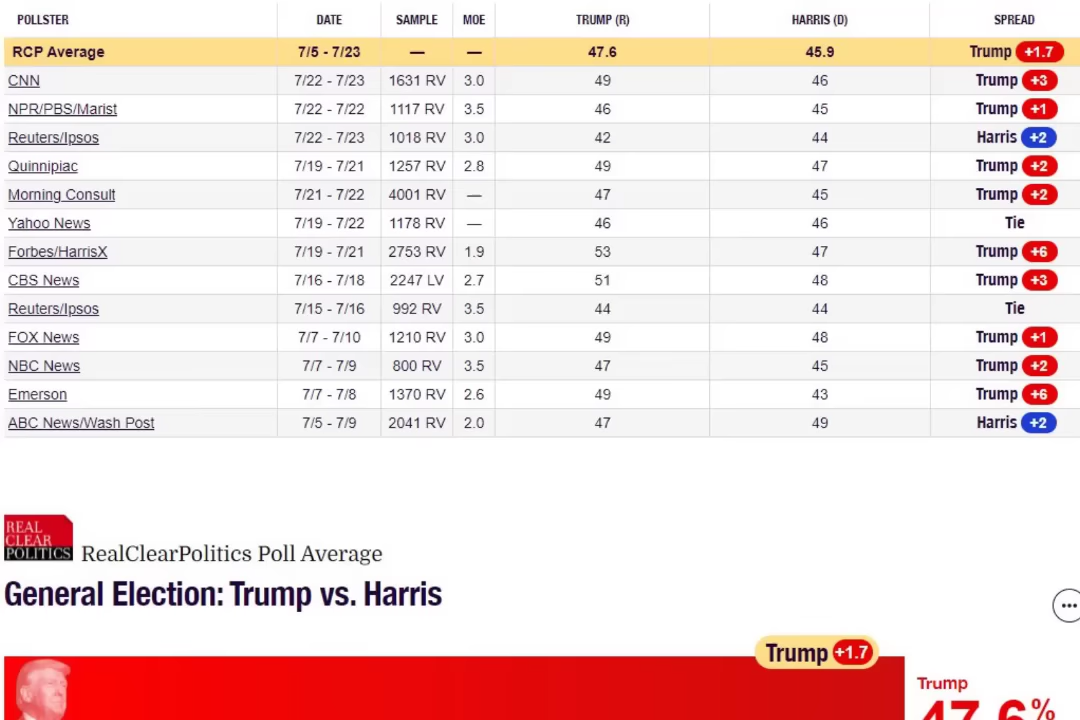 POLLSTER DATE SAMPLE MOE TRUMP (R) HARRIS (D) SPREAD
RCP Average 7/5 - 7/23 — — 47.6 45.9 Trump +1.7
CNN 7/22 - 7/23 1631 RV 3.0 49 46 Trump +3
NPR/PBS/Marist 7/22 - 7/22 1117 RV 3.5 46 45 Trump +1
Reuters/Ipsos 7/22 - 7/23 1018 RV 3.0 42 44 Harris +2
Quinnipiac 7/19 - 7/21 1257 RV 2.8 49 47 Trump +2
Morning Consult 7/21 - 7/22 4001 RV — 47 45 Trump +2
Yahoo News 7/19 - 7/22 1178 RV — 46 46 Tie
Forbes/HarrisX 7/19 - 7/21 2753 RV 1.9 53 47 Trump +6
CBS News 7/16 - 7/18 2247 LV 2.7 51 48 Trump +3
Reuters/Ipsos 7/15 - 7/16 992 RV 3.5 44 44 Tie
FOX News 7/7 - 7/10 1210 RV 3.0 49 48 Trump +1
NBC News 7/7 - 7/9 800 RV 3.5 47 45 Trump +2
Emerson 7/7 - 7/8 1370 RV 2.6 49 43 Trump +6
ABC News/Wash Post 7/5 - 7/9 2041 RV 2.0 47 49 Harris +2
REAL
CLEAR
POLITICS
RealClearPolitics Poll Average
General Election: Trump vs. Harris
Trump +1.7
Trump
47.6%